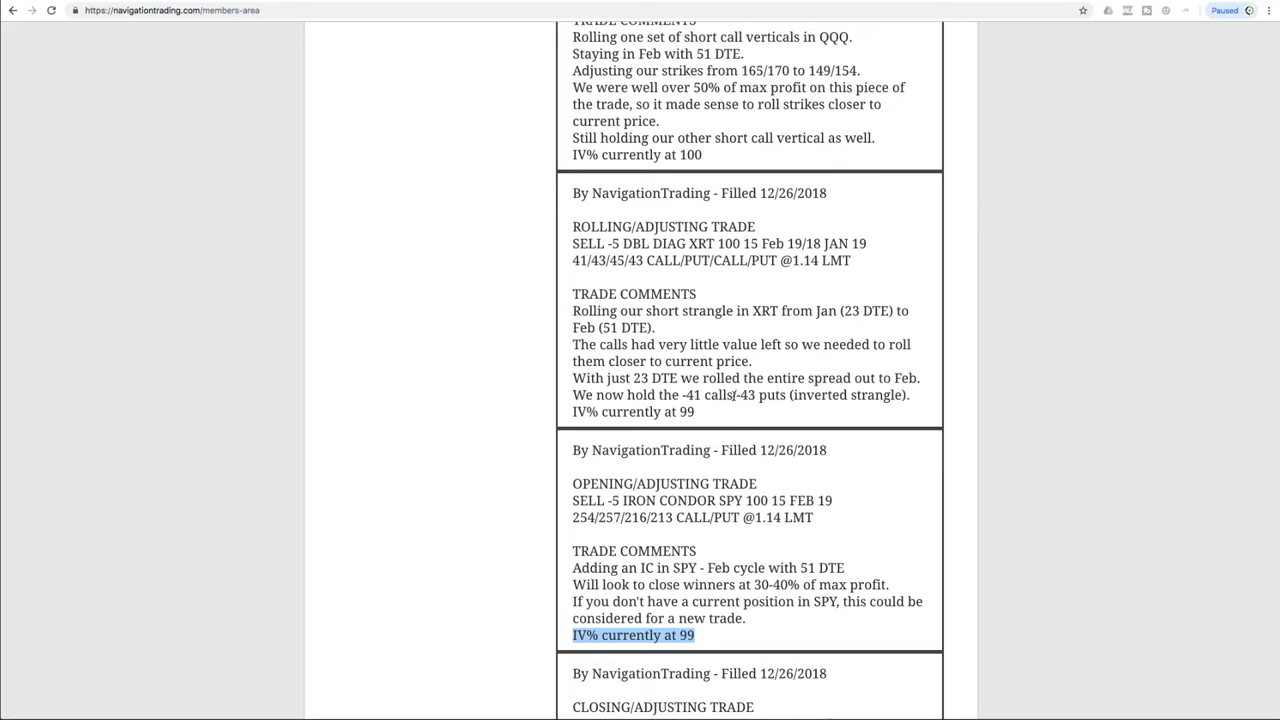 https://navigationtrading.com/members-area
Paused
TRADE COMMENTS
Rolling one set of short call verticals in QQQ.
Staying in Feb with 51 DTE.
Adjusting our strikes from 165/170 to 149/154.
We were well over 50% of max profit on this piece of
the trade, so it made sense to roll strikes closer to
current price.
Still holding our other short call vertical as well.
IV% currently at 100
By NavigationTrading - Filled 12/26/2018
ROLLING/ADJUSTING TRADE
SELL -5 DBL DIAG XRT 100 15 Feb 19/18 JAN 19
41/43/45/43 CALL/PUT/CALL/PUT @1.14 LMT
TRADE COMMENTS
Rolling our short strangle in XRT from Jan (23 DTE) to
Feb (51 DTE).
The calls had very little value left so we needed to roll
them closer to current price.
With just 23 DTE we rolled the entire spread out to Feb.
We now hold the -41 calls/-43 puts (inverted strangle).
IV% currently at 99
By NavigationTrading - Filled 12/26/2018
OPENING/ADJUSTING TRADE
SELL -5 IRON CONDOR SPY 100 15 FEB 19
254/257/216/213 CALL/PUT @1.14 LMT
TRADE COMMENTS
Adding an IC in SPY - Feb cycle with 51 DTE
Will look to close winners at 30-40% of max profit.
If you don't have a current position in SPY, this could be
considered for a new trade.
IV% currently at 99
By NavigationTrading - Filled 12/26/2018
CLOSING/ADJUSTING TRADE